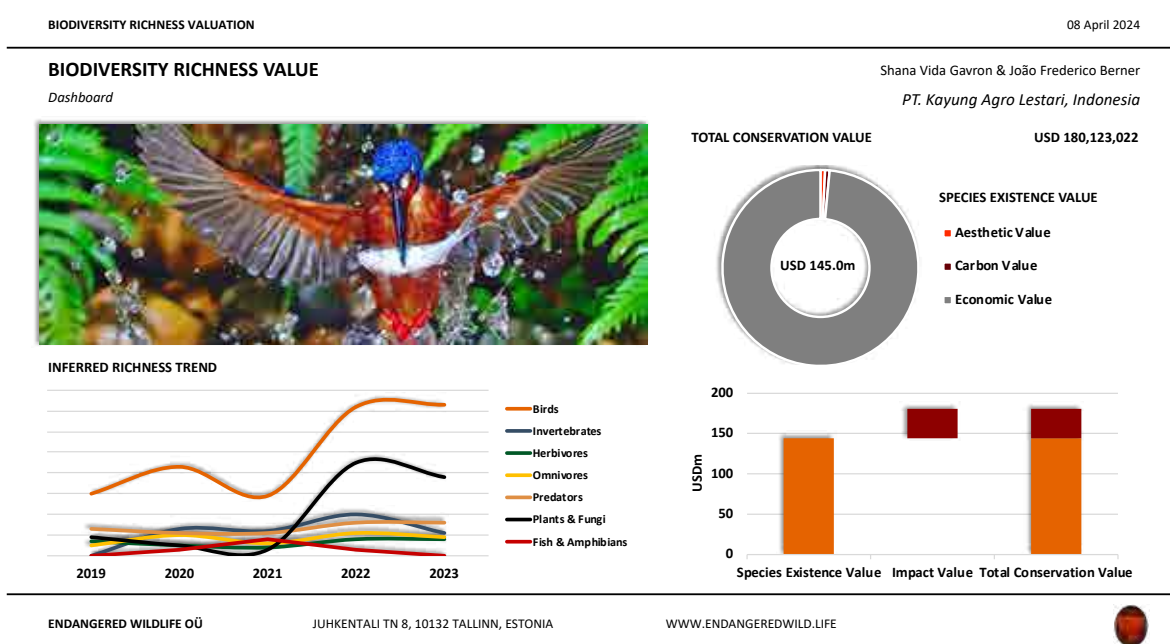 BIODIVERSITY RICHNESS VALUATION
08 April 2024
BIODIVERSITY RICHNESS VALUE
Shana Vida Gavron & João Frederico Berner
Dashboard
PT. Kayung Agro Lestari, Indonesia
TOTAL CONSERVATION VALUE
USD 180,123,022
SPECIES EXISTENCE VALUE
Aesthetic Value
Carbon Value
Economic Value
USD 145.0m
INFERRED RICHNESS TREND
Birds
Invertebrates
Herbivores
Omnivores
Predators
Plants & Fungi
Fish & Amphibians
2019 2020 2021 2022 2023
USDm
200
150
100
50
0
Species Existence Value Impact Value Total Conservation Value
ENDANGERED WILDLIFE OÜ
JUHKENTALI TN 8, 10132 TALLINN, ESTONIA
WWW.ENDANGEREDWILD.LIFE